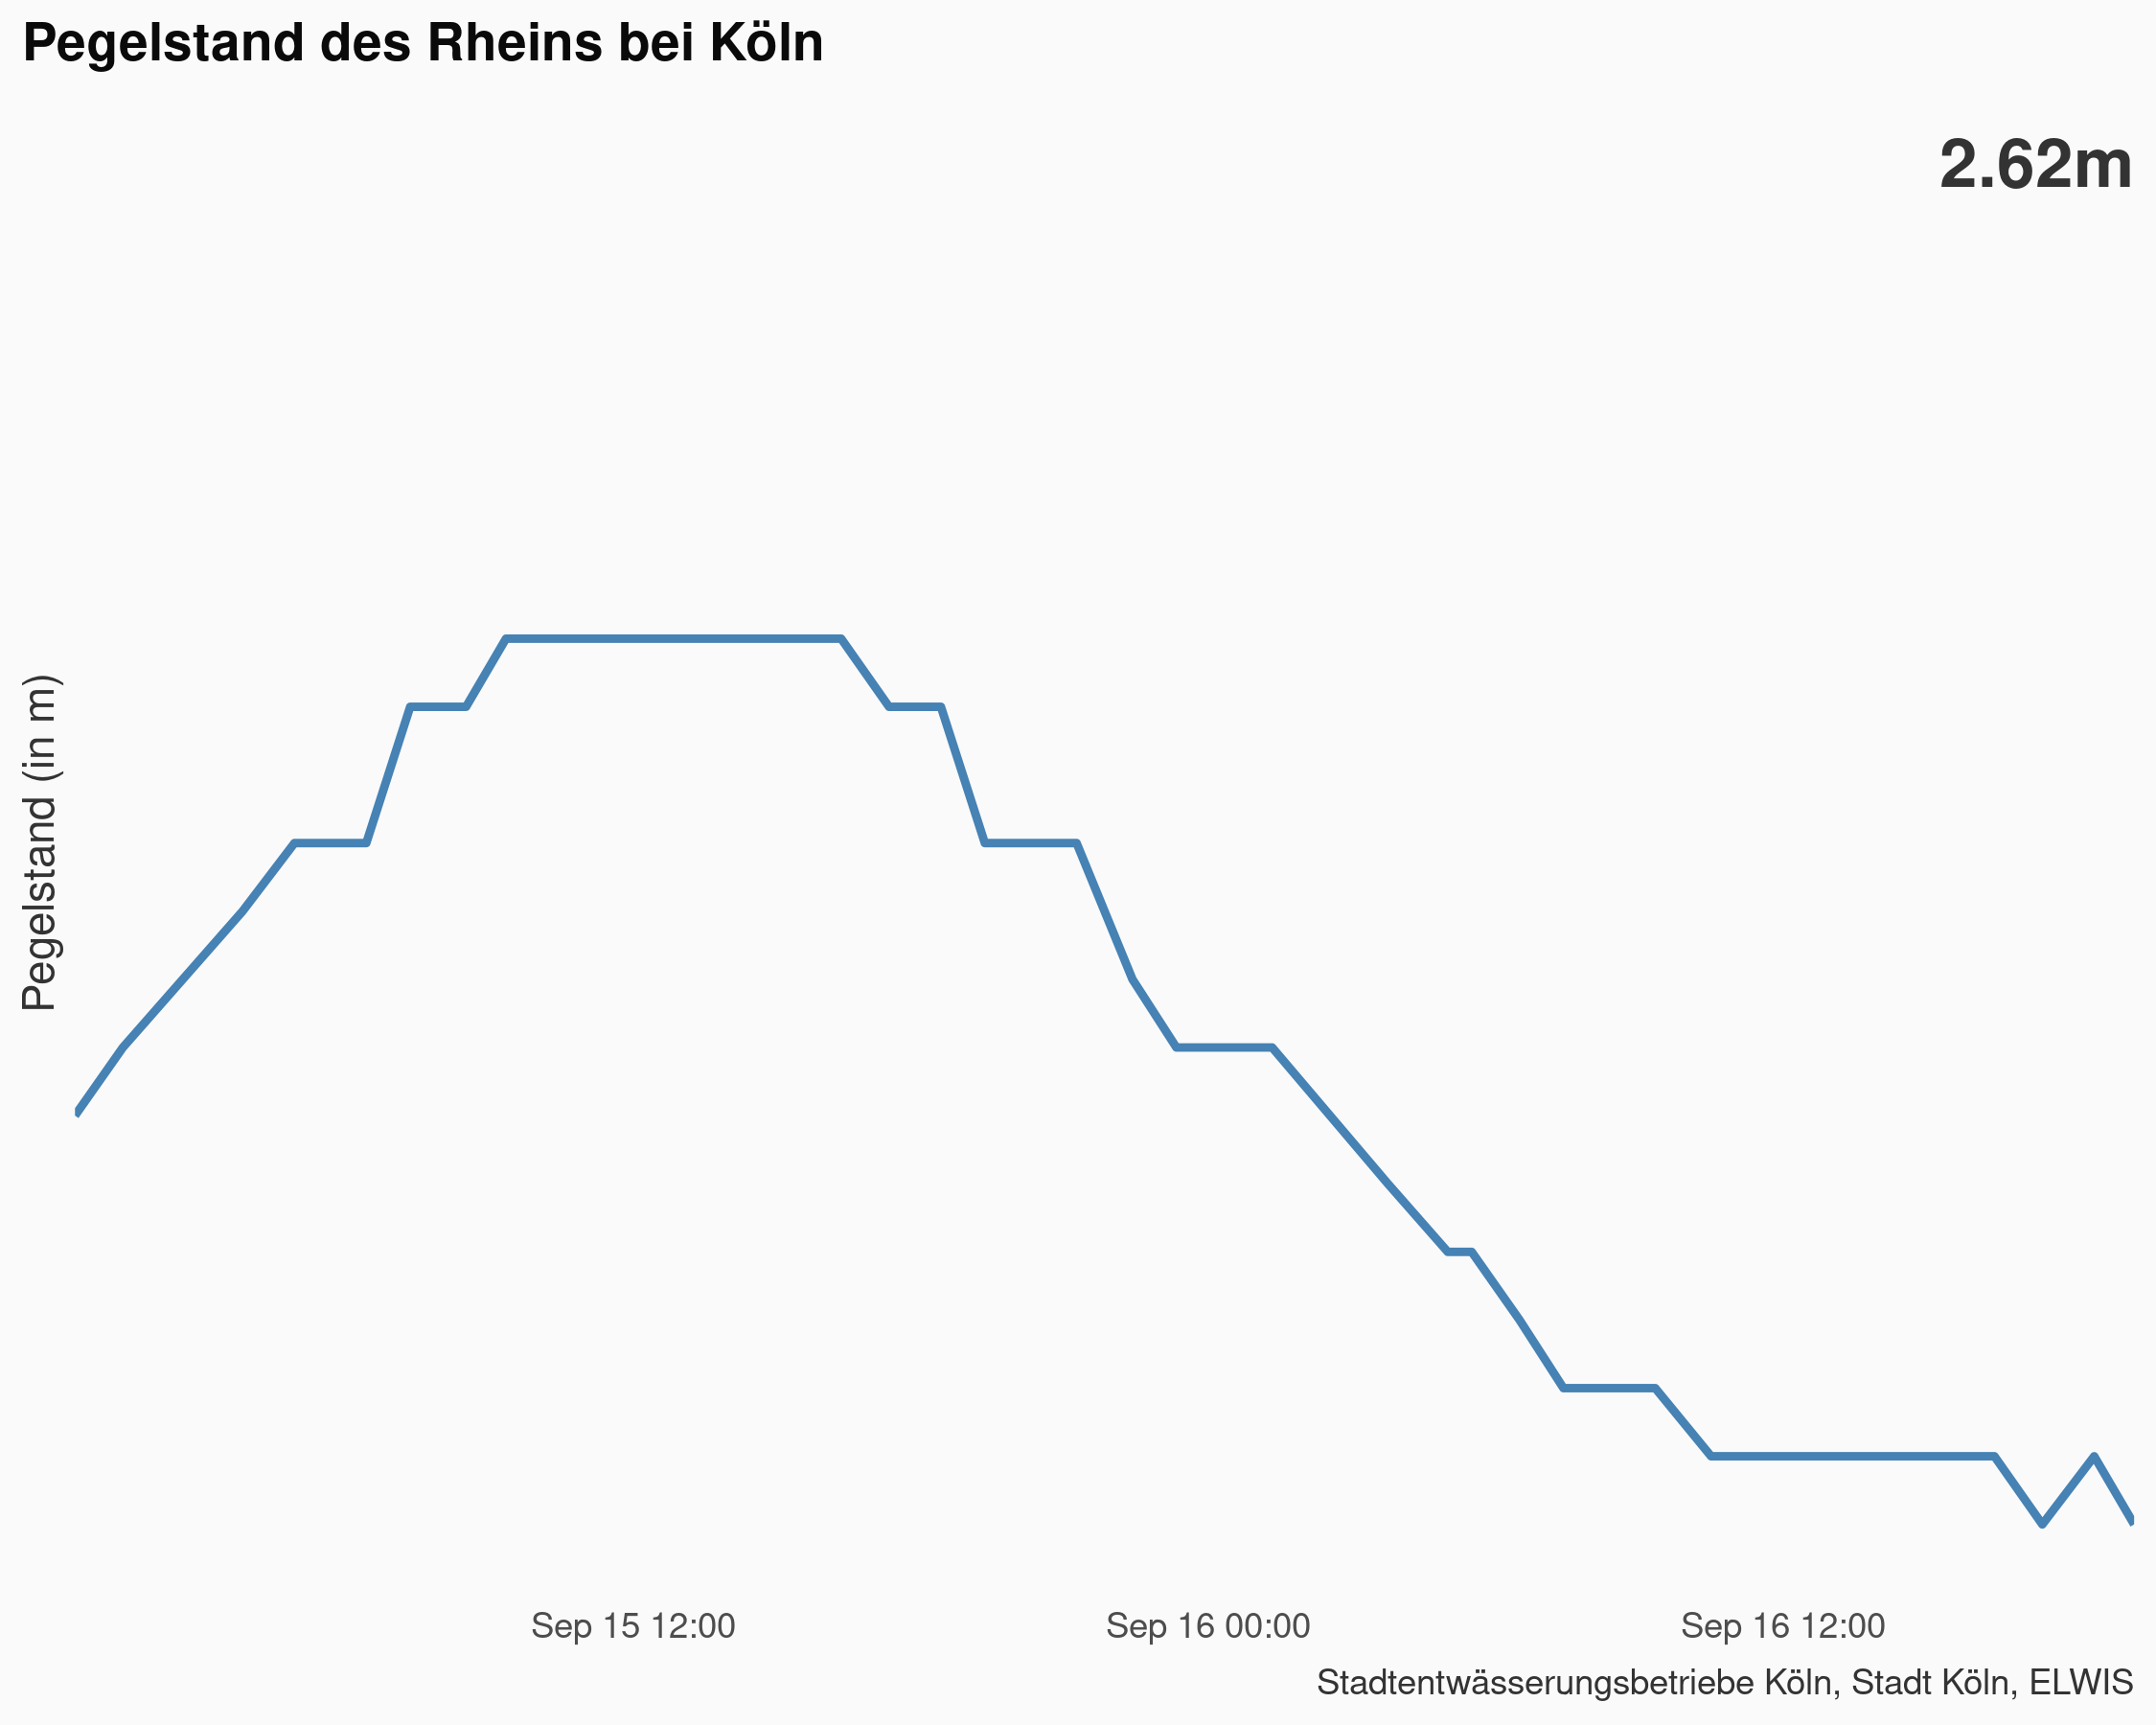 Pegelstand des Rheins bei Köln
2.62m
Pegelstand (in m)
Sep 15 12:00
Sep 16 00:00
Sep 16 12:00
Stadtentwässerungsbetriebe Köln, Stadt Köln, ELWIS